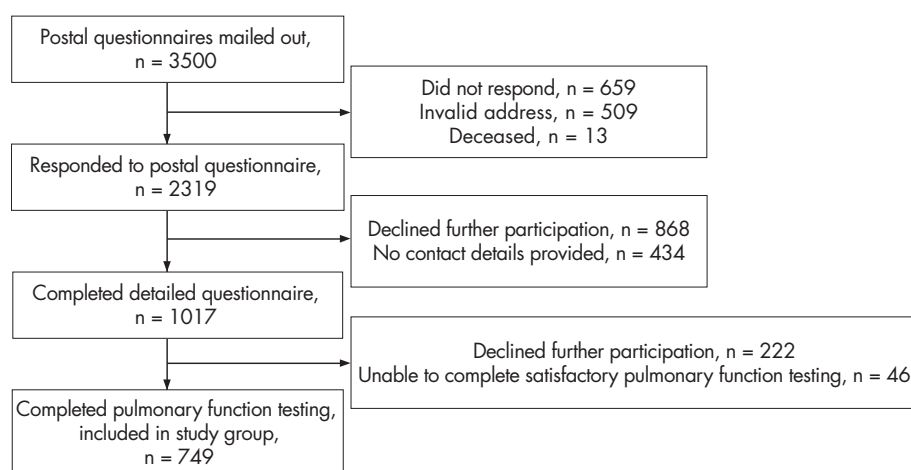 Postal questionnaires mailed out,
n = 3500
Did not respond, n = 659
Invalid address, n = 509
Deceased, n = 13
Responded to postal questionnaire,
n = 2319
Declined further participation, n = 868
No contact details provided, n = 434
Completed detailed questionnaire,
n = 1017
Declined further participation, n = 222
Unable to complete satisfactory pulmonary function testing, n = 46
Completed pulmonary function testing,
included in study group,
n = 749